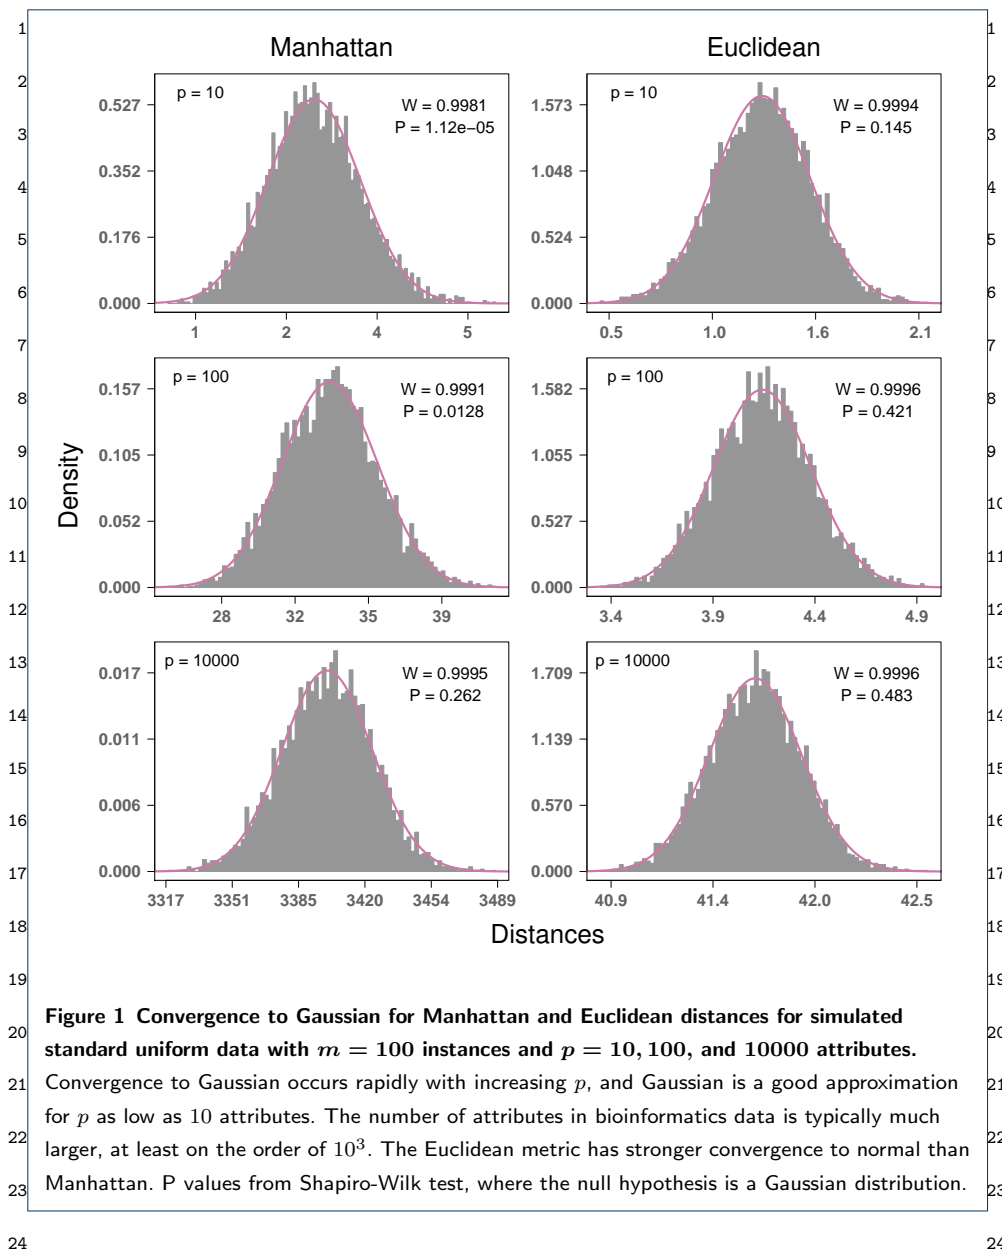 Manhattan
Euclidean
p = 10
W = 0.9981
P = 1.12e−05
0.527
0.352
0.176
0.000
1 2 4 5
p = 10
W = 0.9994
P = 0.145
1.573
1.048
0.524
0.000
0.5 1.0 1.6 2.1
Density
p = 100
W = 0.9991
P = 0.0128
0.157
0.105
0.052
0.000
28 32 35 39
p = 100
W = 0.9996
P = 0.421
1.582
1.055
0.527
0.000
3.4 3.9 4.4 4.9
p = 10000
W = 0.9995
P = 0.262
0.017
0.011
0.006
0.000
3317 3351 3385 3420 3454 3489
p = 10000
W = 0.9996
P = 0.483
1.709
1.139
0.570
0.000
40.9 41.4 42.0 42.5
Distances
Figure 1 Convergence to Gaussian for Manhattan and Euclidean distances for simulated
standard uniform data with m = 100 instances and p = 10, 100, and 10000 attributes.
Convergence to Gaussian occurs rapidly with increasing p, and Gaussian is a good approximation
for p as low as 10 attributes. The number of attributes in bioinformatics data is typically much
larger, at least on the order of 10³. The Euclidean metric has stronger convergence to normal than
Manhattan. P values from Shapiro-Wilk test, where the null hypothesis is a Gaussian distribution.
1 1
2 2
3 3
4 4
5 5
6 6
7 7
8 8
9 9
10 10
11 11
12 12
13 13
14 14
15 15
16 16
17 17
18 18
19 19
20 20
21 21
22 22
23 23
24 24